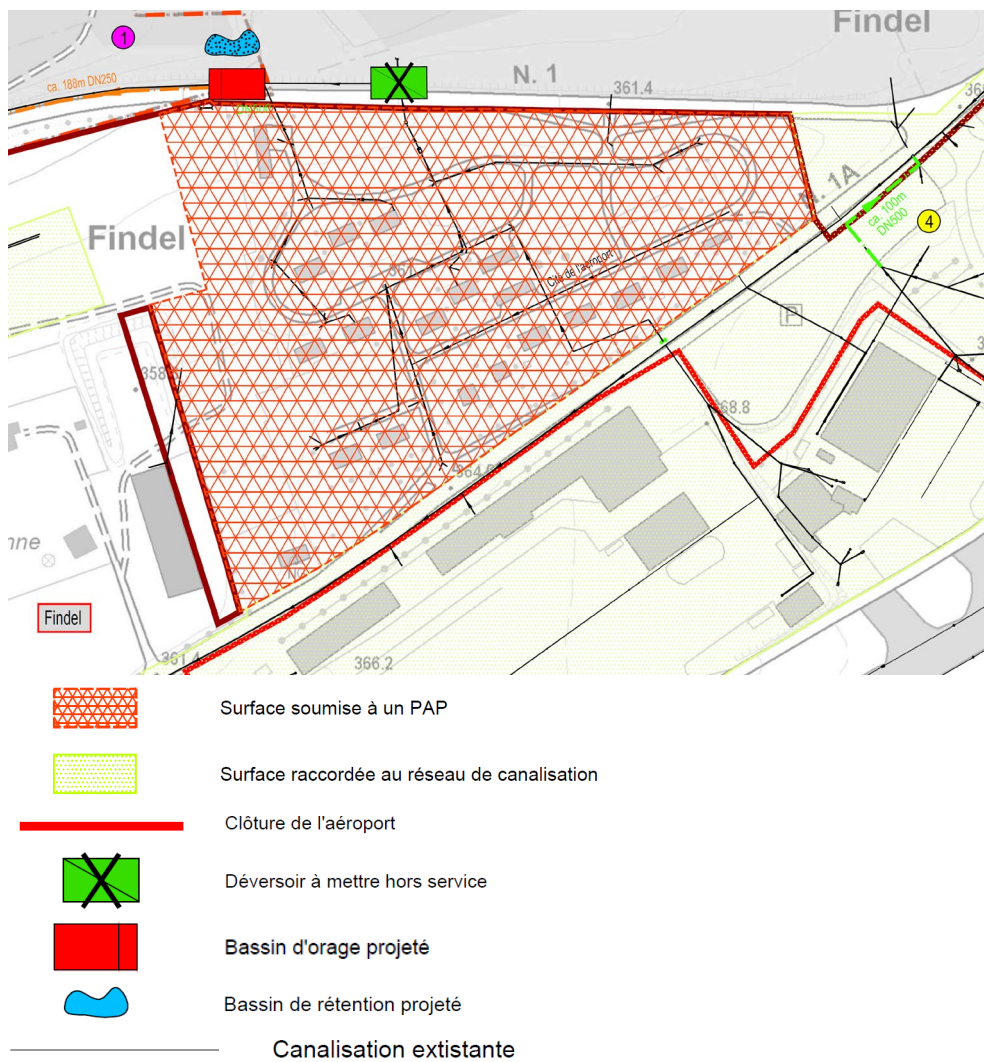 1
Findel
ca. 188m DN250
N. 1
361.4
N. 1A
ca. 100m
DN500
4
Findel
Cité de l'aéroport
P
358.
368.8
364.
nne
Findel
361.4
366.2
Surface soumise à un PAP
Surface raccordée au réseau de canalisation
Clôture de l'aéroport
Déversoir à mettre hors service
Bassin d'orage projeté
Bassin de rétention projeté
Canalisation extistante